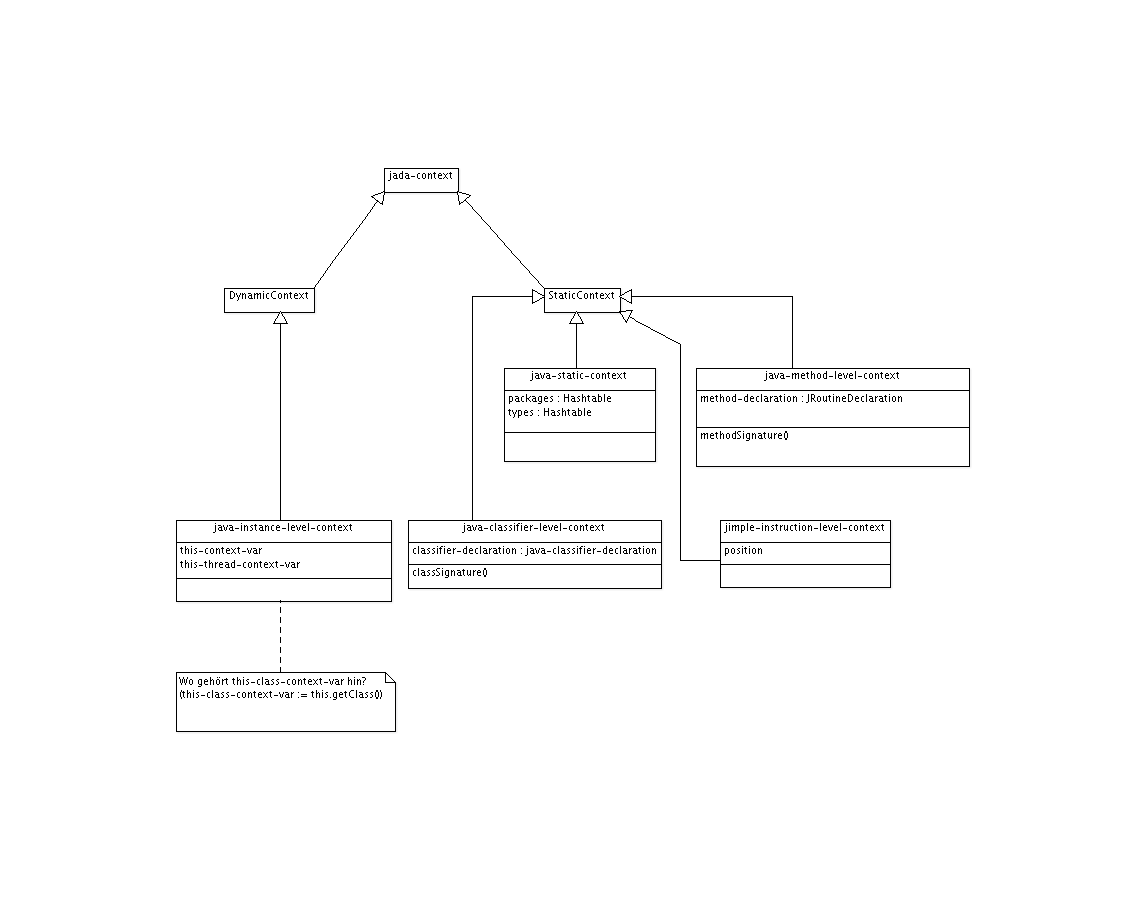 jada-context
DynamicContext
StaticContext
java-static-context
packages : Hashtable
types : Hashtable
java-method-level-context
method-declaration : JRoutineDeclaration
methodSignature()
java-instance-level-context
this-context-var
this-thread-context-var
java-classifier-level-context
classifier-declaration : java-classifier-declaration
classSignature()
jimple-instruction-level-context
position
Wo gehört this-class-context-var hin?
(this-class-context-var := this.getClass())